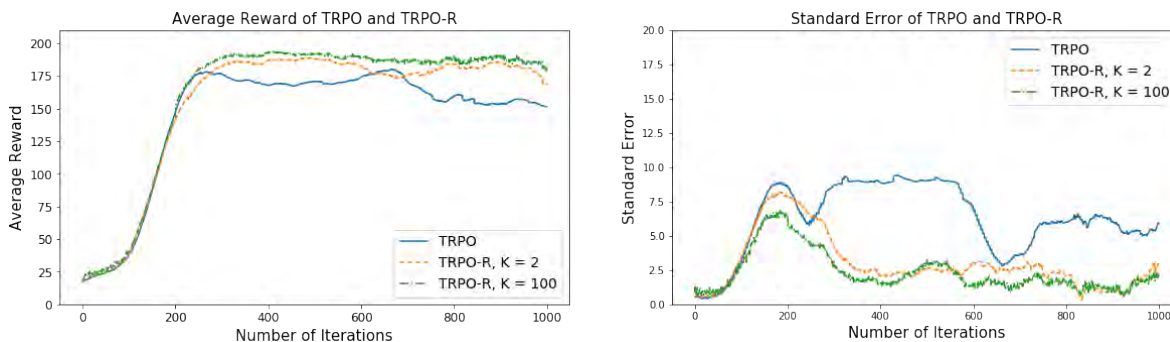 Average Reward of TRPO and TRPO-R
Average Reward
200
175
150
125
100
75
50
25
0
TRPO
TRPO-R, K = 2
TRPO-R, K = 100
0 200 400 600 800 1000
Number of Iterations
Standard Error of TRPO and TRPO-R
Standard Error
20.0
17.5
15.0
12.5
10.0
7.5
5.0
2.5
0.0
TRPO
TRPO-R, K = 2
TRPO-R, K = 100
0 200 400 600 800 1000
Number of Iterations